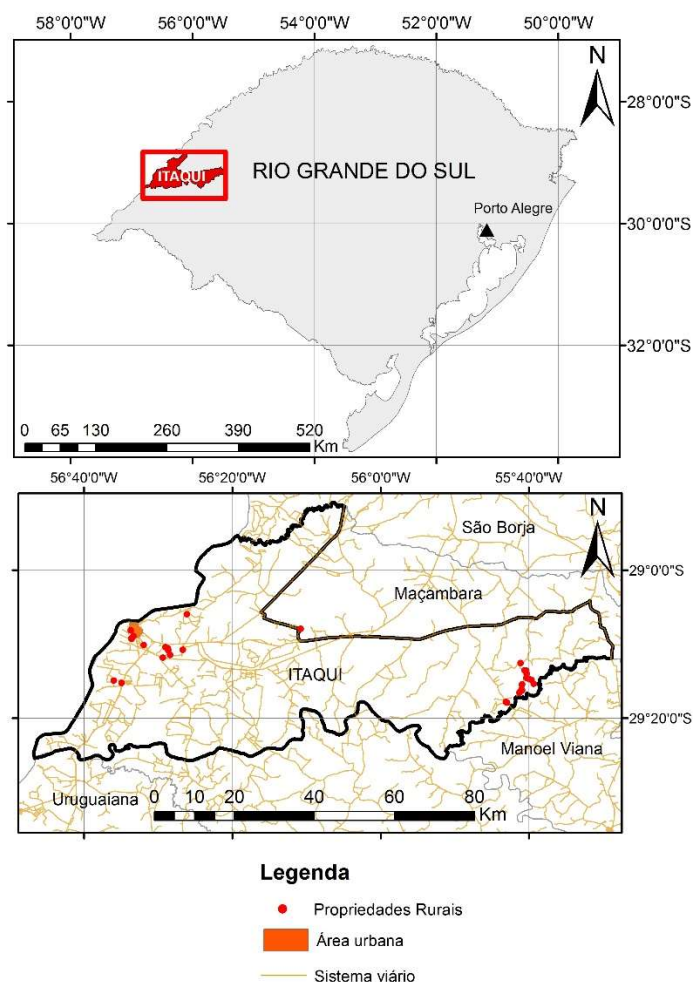 58°0'0"W 56°0'0"W 54°0'0"W 52°0'0"W 50°0'0"W
N
28°0'0"S
ITAQUI
RIO GRANDE DO SUL
Porto Alegre
30°0'0"S
32°0'0"S
0 65 130 260 390 520
Km
56°40'0"W 56°20'0"W 56°0'0"W 55°40'0"W
N
São Borja
29°0'0"S
Maçambara
ITAQUI
29°20'0"S
Manoel Viana
Uruguaiana
0 10 20 40 60 80
Km
Legenda
Propriedades Rurais
Área urbana
Sistema viário